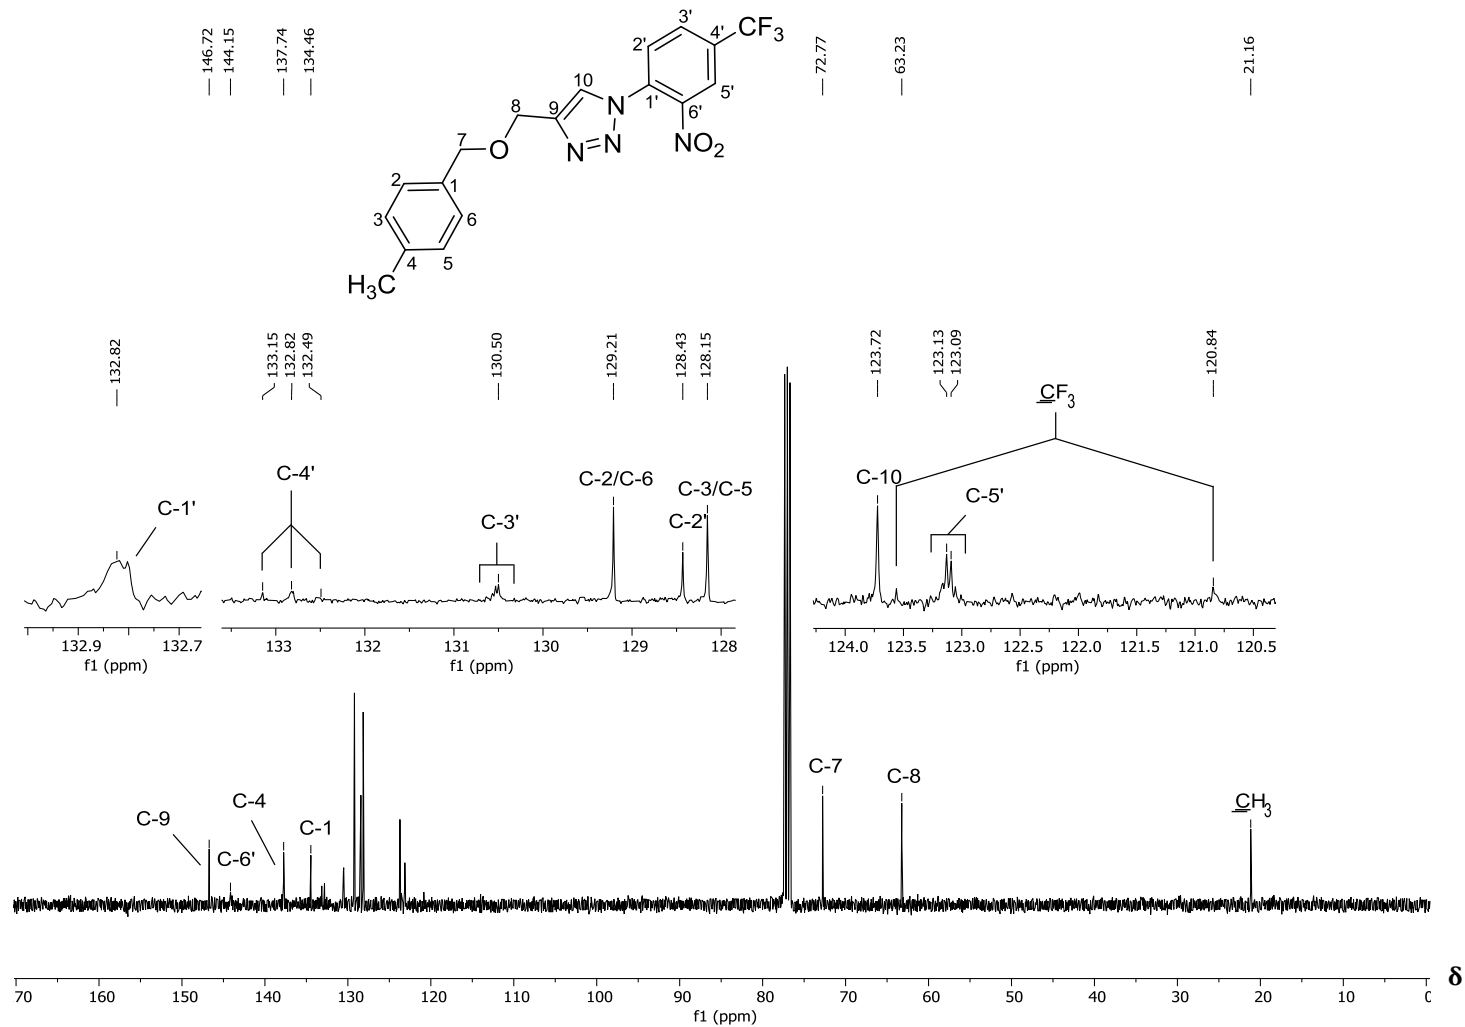 146.72
144.15
137.74
134.46
72.77
63.23
21.16
3'
CF3
2'
4'
10
5'
1'
N
6'
8
9
N
N
NO2
7
O
2
1
3
6
4
5
H3C
132.82
133.15
132.82
132.49
130.50
129.21
128.43
128.15
123.72
123.13
123.09
120.84
CF3
C-1'
C-4'
C-3'
C-2/C-6
C-3/C-5
C-2'
C-10
C-5'
132.9 132.7
f1 (ppm)
133 132 131 130 129 128
f1 (ppm)
124.0 123.5 123.0 122.5 122.0 121.5 121.0 120.5
f1 (ppm)
C-7
C-8
CH3
C-4
C-9
C-1
C-6'
70 160 150 140 130 120 110 100 90 80 70 60 50 40 30 20 10 0
f1 (ppm)
δ